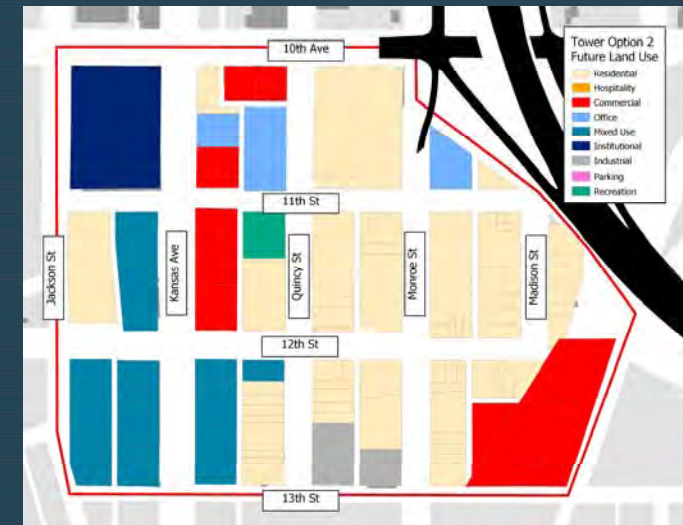 10th Ave
Tower Option 2
Future Land Use
Residential
Hospitality
Commercial
Office
Mixed Use
Institutional
Industrial
Parking
Recreation
11th St
Jackson St
Kansas Ave
Quincy St
Monroe St
Madison St
12th St
13th St